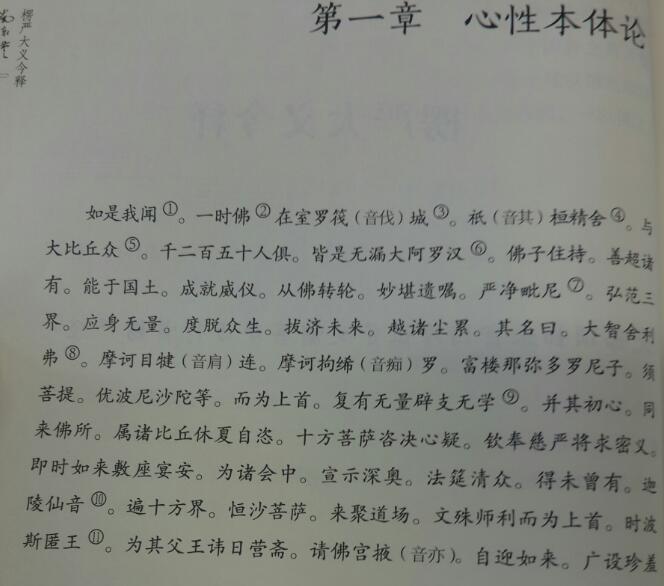 第一章 心性本体论
楞严大义今释
如是我闻①。一时佛②在室罗筏（音伐）城③。祇（音其）桓精舍④。与
大比丘众⑤。千二百五十人俱。皆是无漏大阿罗汉⑥。佛子住持。善超诸
有。能于国土。成就威仪。从佛转轮。妙堪遗嘱。严净毗尼⑦。弘范三
界。应身无量。度脱众生。拔济未来。越诸尘累。其名曰。大智舍利
弗⑧。摩诃目犍（音肩）连。摩诃拘絺（音痴）罗。富楼那弥多罗尼子。须
菩提。优波尼沙陀等。而为上首。复有无量辟支无学⑨。并其初心。同
来佛所。属诸比丘休夏自恣。十方菩萨咨决心疑。钦奉慈严将求密义。
即时如来敷座宴安。为诸会中。宣示深奥。法筵清众。得未曾有。迦
陵仙音⑩。遍十方界。恒沙菩萨。来聚道场。文殊师利而为上首。时波
斯匿王⑪。为其父王讳日营斋。请佛宫掖（音亦）。自迎如来。广设珍羞